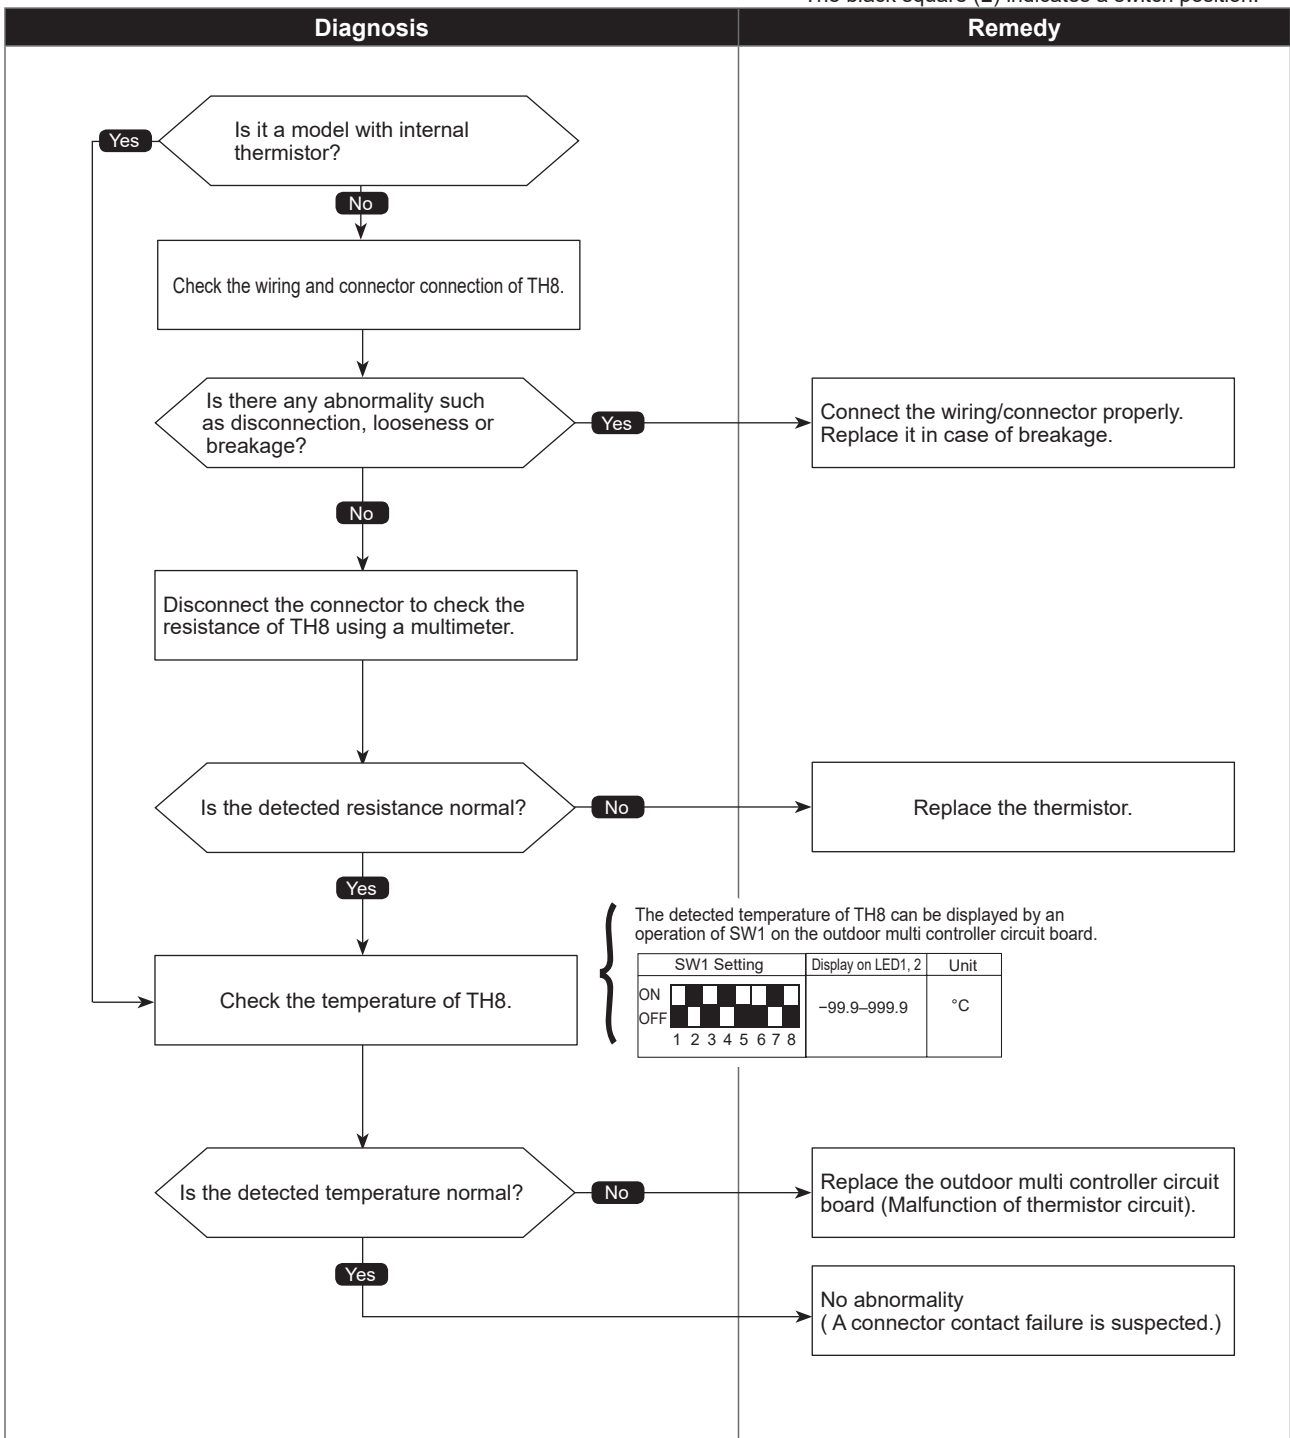 Diagnosis
Remedy
Is it a model with internal
thermistor?
Yes
No
Check the wiring and connector connection of TH8.
Is there any abnormality such
as disconnection, looseness or
breakage?
Yes
Connect the wiring/connector properly.
Replace it in case of breakage.
No
Disconnect the connector to check the
resistance of TH8 using a multimeter.
Is the detected resistance normal?
No
Replace the thermistor.
Yes
The detected temperature of TH8 can be displayed by an
operation of SW1 on the outdoor multi controller circuit board.
SW1 Setting
Display on LED1, 2
Unit
ON
OFF
1 2 3 4 5 6 7 8
−99.9–999.9
°C
Check the temperature of TH8.
Is the detected temperature normal?
No
Replace the outdoor multi controller circuit
board (Malfunction of thermistor circuit).
Yes
No abnormality
( A connector contact failure is suspected.)